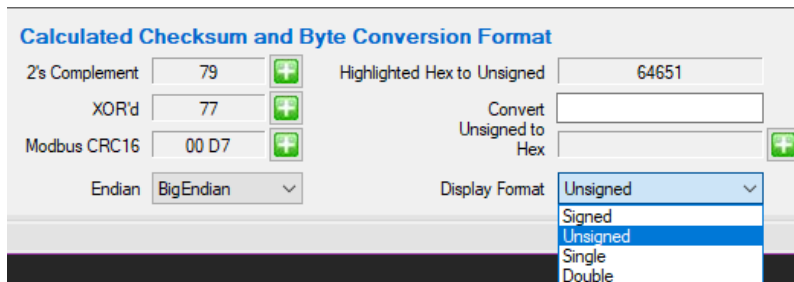 Calculated Checksum and Byte Conversion Format
2's Complement 79 Highlighted Hex to Unsigned 64651
XOR'd 77 Convert
Unsigned to
Modbus CRC16 00 D7 Hex
Endian BigEndian Display Format Unsigned
Signed
Unsigned
Single
Double